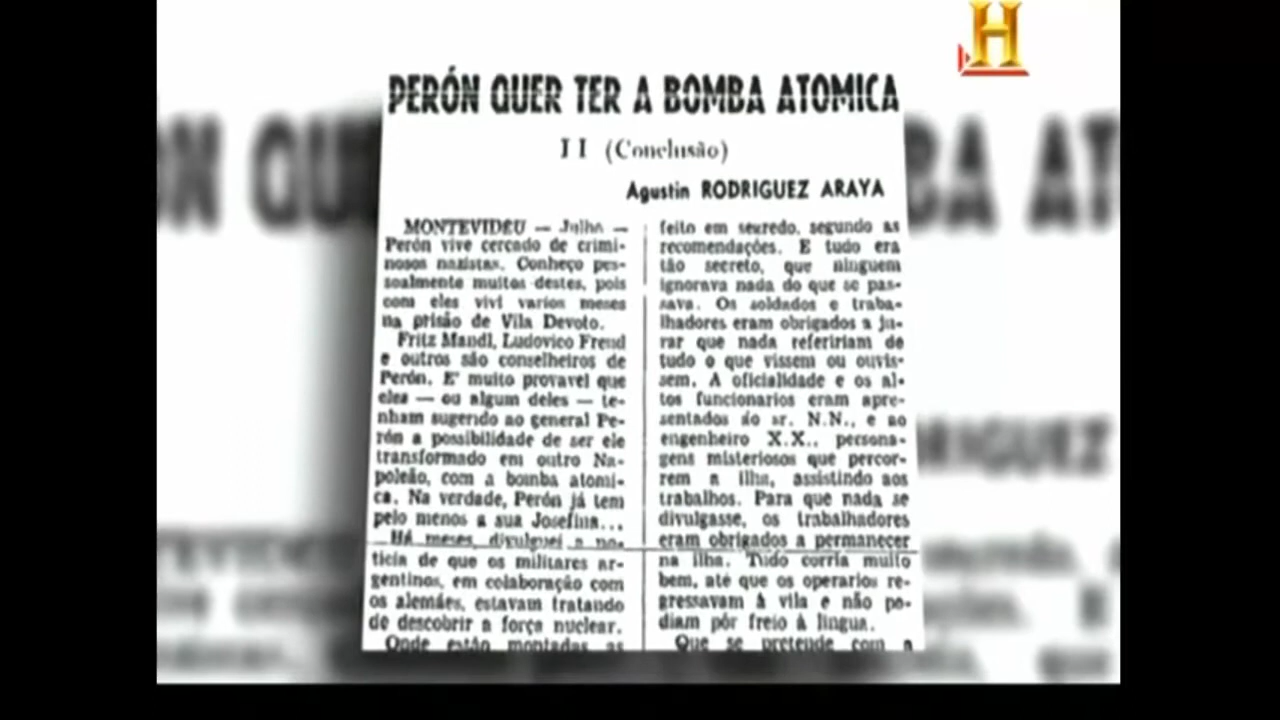 H
PERÓN QUER TER A BOMBA ATOMICA
II (Conclusão)
Agustin RODRIGUEZ ARAYA
MONTEVIDEU — Julho —
Perón vive cercado de crimi-
nosos nazistas. Conheço pes-
soalmente muitos destes, pois
com eles vivi varios meses
na prisão de Vila Devoto.
Fritz Mandl, Ludovico Freud
e outros são conselheiros de
Perón. E' muito provavel que
eles — ou algum deles — te-
nham sugerido ao general Pe-
rón a possibilidade de ser ele
transformado em outro Na-
poleão, com a bomba atomi-
ca. Na verdade, Perón já tem
pelo menos a sua Josefina...
Há meses, divulguei a no-
ticia de que os militares ar-
gentinos, em colaboração com
os alemães, estavam tratando
de descobrir a força nuclear.
Onde estão montadas as
feito em segredo, segundo as
recomendações. E tudo era
tão secreto, que ninguem
ignorava nada do que se pas-
sava. Os soldados e traba-
lhadores eram obrigados a ju-
rar que nada refeririam de
tudo o que vissem ou ouvis-
sem. A oficialidade e os al-
tos funcionarios eram apre-
sentados ao sr. N.N., e ao
engenheiro X.X., persona-
gens misteriosos que percor-
rem a ilha, assistindo aos
trabalhos. Para que nada se
divulgasse, os trabalhadores
eram obrigados a permanecer
na ilha. Tudo corria muito
bem, até que os operarios re-
gressavam à vila e não po-
diam pôr freio à lingua.
Que se pretende com a